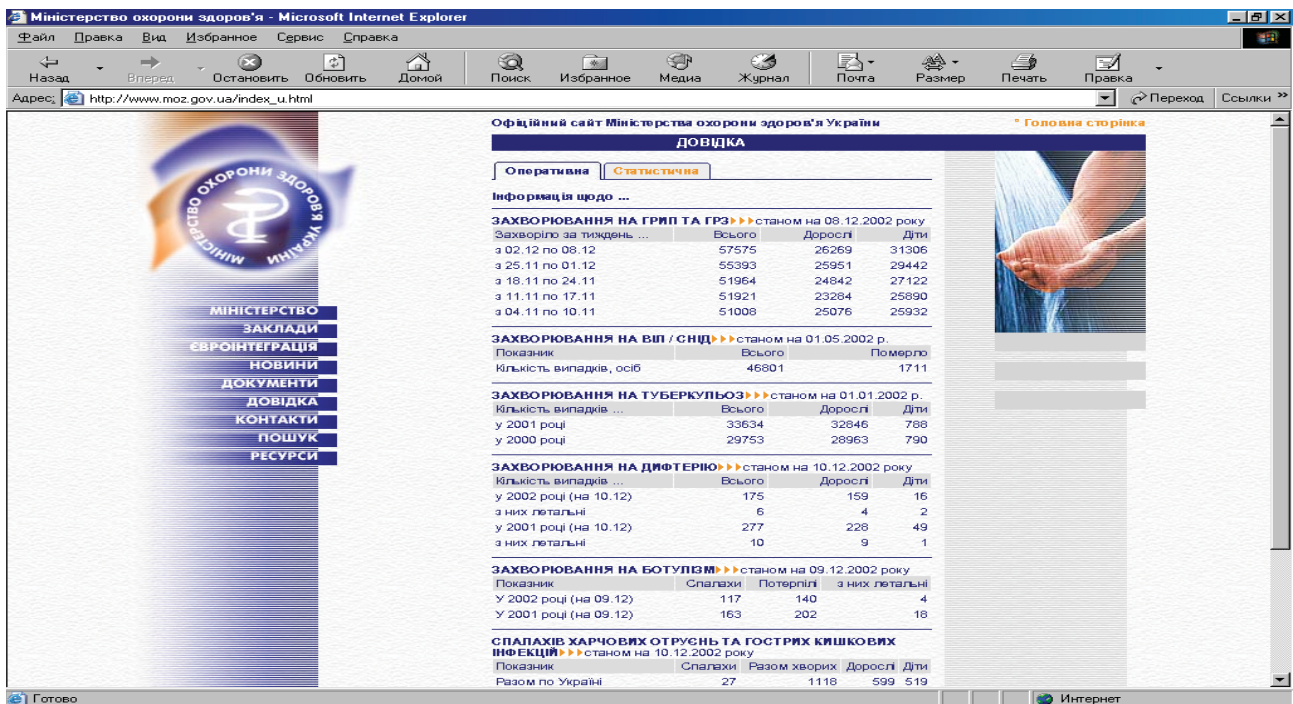 Міністерство охорони здоров'я - Microsoft Internet Explorer
Файл Правка Вид Избранное Сервис Справка
Назад Вперед Остановить Обновить Домой Поиск Избранное Медиа Журнал Почта Размер Печать Правка
Адрес: http://www.moz.gov.ua/index_u.html Переход Ссылки »
Офіційний сайт Міністерства охорони здоров'я України
* Головна сторінка
ДОВІДКА
МІНІСТЕРСТВО ОХОРОНИ ЗДОРОВ'Я УКРАЇНИ
МІНІСТЕРСТВО
ЗАКЛАДИ
ЄВРОІНТЕГРАЦІЯ
НОВИНИ
ДОКУМЕНТИ
ДОВІДКА
КОНТАКТИ
ПОШУК
РЕСУРСИ
Оперативна Статистична
Інформація щодо ...
ЗАХВОРЮВАННЯ НА ГРИП ТА ГРЗ станом на 08.12.2002 року
Захворіло за тиждень ... Всього Дорослі Діти
з 02.12 по 08.12 57575 26269 31306
з 25.11 по 01.12 55393 25951 29442
з 18.11 по 24.11 51964 24842 27122
з 11.11 по 17.11 51921 23284 25890
з 04.11 по 10.11 51008 25076 25932
ЗАХВОРЮВАННЯ НА ВІЛ / СНІД станом на 01.05.2002 р.
Показник Всього Померло
Кількість випадків, осіб 46801 1711
ЗАХВОРЮВАННЯ НА ТУБЕРКУЛЬОЗ станом на 01.01.2002 р.
Кількість випадків ... Всього Дорослі Діти
у 2001 році 33634 32846 788
у 2000 році 29753 28963 790
ЗАХВОРЮВАННЯ НА ДИФТЕРІЮ станом на 10.12.2002 року
Кількість випадків ... Всього Дорослі Діти
у 2002 році (на 10.12) 175 159 16
з них летальні 6 4 2
у 2001 році (на 10.12) 277 228 49
з них летальні 10 9 1
ЗАХВОРЮВАННЯ НА БОТУЛІЗМ станом на 09.12.2002 року
Показник Спалахи Потерпілі з них летальні
У 2002 році (на 09.12) 117 140 4
У 2001 році (на 09.12) 163 202 18
СПАЛАХІВ ХАРЧОВИХ ОТРУЄНЬ ТА ГОСТРИХ КИШКОВИХ
ІНФЕКЦІЙ станом на 10.12.2002 року
Показник Спалахи Разом хворих Дорослі Діти
Разом по Україні 27 1118 599 519
Готово Интернет